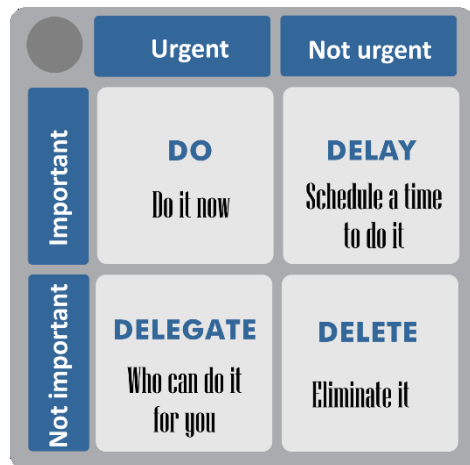 Urgent
Not urgent
Important
DO
Do it now
DELAY
Schedule a time
to do it
Not important
DELEGATE
Who can do it
for you
DELETE
Eliminate it